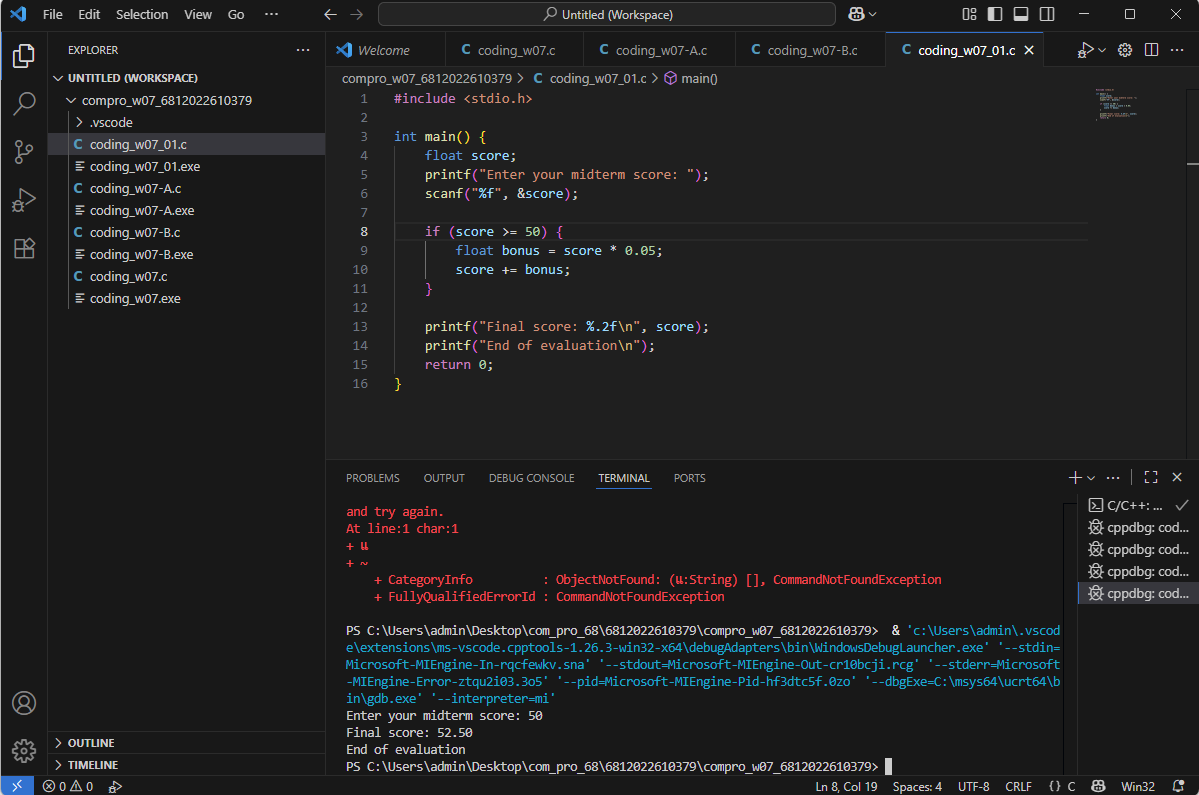 File Edit Selection View Go ··· Untitled (Workspace)
EXPLORER ···
UNTITLED (WORKSPACE)
compro_w07_6812022610379
.vscode
coding_w07_01.c
coding_w07_01.exe
coding_w07-A.c
coding_w07-A.exe
coding_w07-B.c
coding_w07-B.exe
coding_w07.c
coding_w07.exe
OUTLINE
TIMELINE
Welcome C coding_w07.c C coding_w07-A.c C coding_w07-B.c C coding_w07_01.c
compro_w07_6812022610379 > C coding_w07_01.c > main()
1 #include <stdio.h>
2
3 int main() {
4 float score;
5 printf("Enter your midterm score: ");
6 scanf("%f", &score);
7
8 if (score >= 50) {
9 float bonus = score * 0.05;
10 score += bonus;
11 }
12
13 printf("Final score: %.2f\n", score);
14 printf("End of evaluation\n");
15 return 0;
16 }
PROBLEMS OUTPUT DEBUG CONSOLE TERMINAL PORTS
and try again.
At line:1 char:1
+ แ
+ ~
+ CategoryInfo : ObjectNotFound: (แ:String) [], CommandNotFoundException
+ FullyQualifiedErrorId : CommandNotFoundException
PS C:\Users\admin\Desktop\com_pro_68\6812022610379\compro_w07_6812022610379> & 'c:\Users\admin\.vscod
e\extensions\ms-vscode.cpptools-1.26.3-win32-x64\debugAdapters\bin\WindowsDebugLauncher.exe' '--stdin=
Microsoft-MIEngine-In-rqcfewkv.sna' '--stdout=Microsoft-MIEngine-Out-cr10bcji.rcg' '--stderr=Microsoft
-MIEngine-Error-ztqu2i03.3o5' '--pid=Microsoft-MIEngine-Pid-hf3dtc5f.0zo' '--dbgExe=C:\msys64\ucrt64\b
in\gdb.exe' '--interpreter=mi'
Enter your midterm score: 50
Final score: 52.50
End of evaluation
PS C:\Users\admin\Desktop\com_pro_68\6812022610379\compro_w07_6812022610379>
C/C++: ...
cppdbg: cod...
cppdbg: cod...
cppdbg: cod...
cppdbg: cod...
0 0 Ln 8, Col 19 Spaces: 4 UTF-8 CRLF {} C Win32